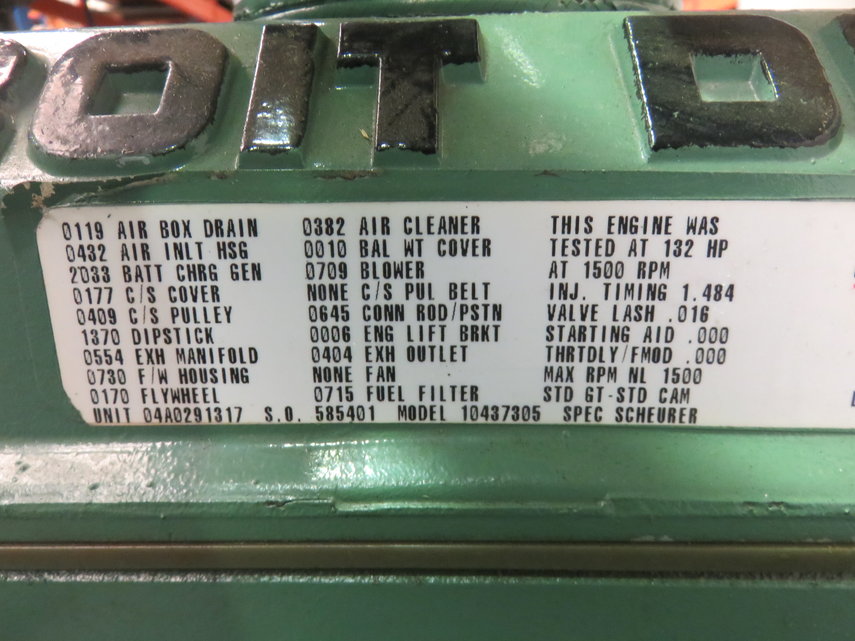 OIT D
0119 AIR BOX DRAIN 0382 AIR CLEANER THIS ENGINE WAS
0432 AIR INLT HSG 0010 BAL WT COVER TESTED AT 132 HP
2033 BATT CHRG GEN 0709 BLOWER AT 1500 RPM
0177 C/S COVER NONE C/S PUL BELT INJ. TIMING 1.484
0409 C/S PULLEY 0645 CONN ROD/PSTN VALVE LASH .016
1370 DIPSTICK 0006 ENG LIFT BRKT STARTING AID .000
0554 EXH MANIFOLD 0404 EXH OUTLET THRTDLY/FMOD .000
0730 F/W HOUSING NONE FAN MAX RPM NL 1500
0170 FLYWHEEL 0715 FUEL FILTER STD GT-STD CAM
UNIT 04A0291317 S.O. 585401 MODEL 10437305 SPEC SCHEURER